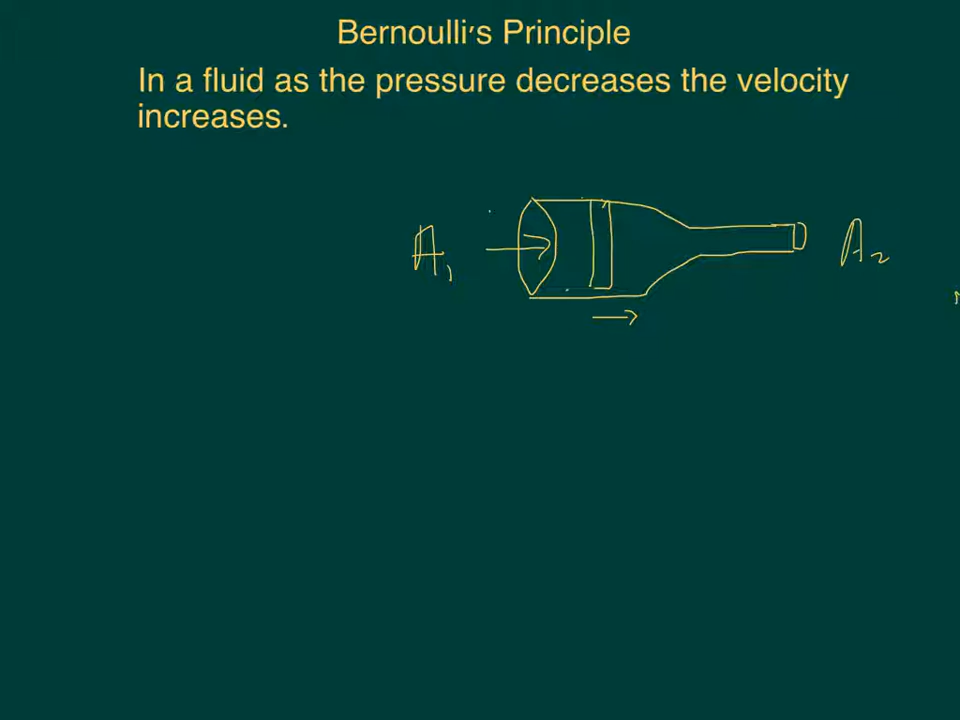 Bernoulli's Principle
In a fluid as the pressure decreases the velocity
increases.
A₁
A₂